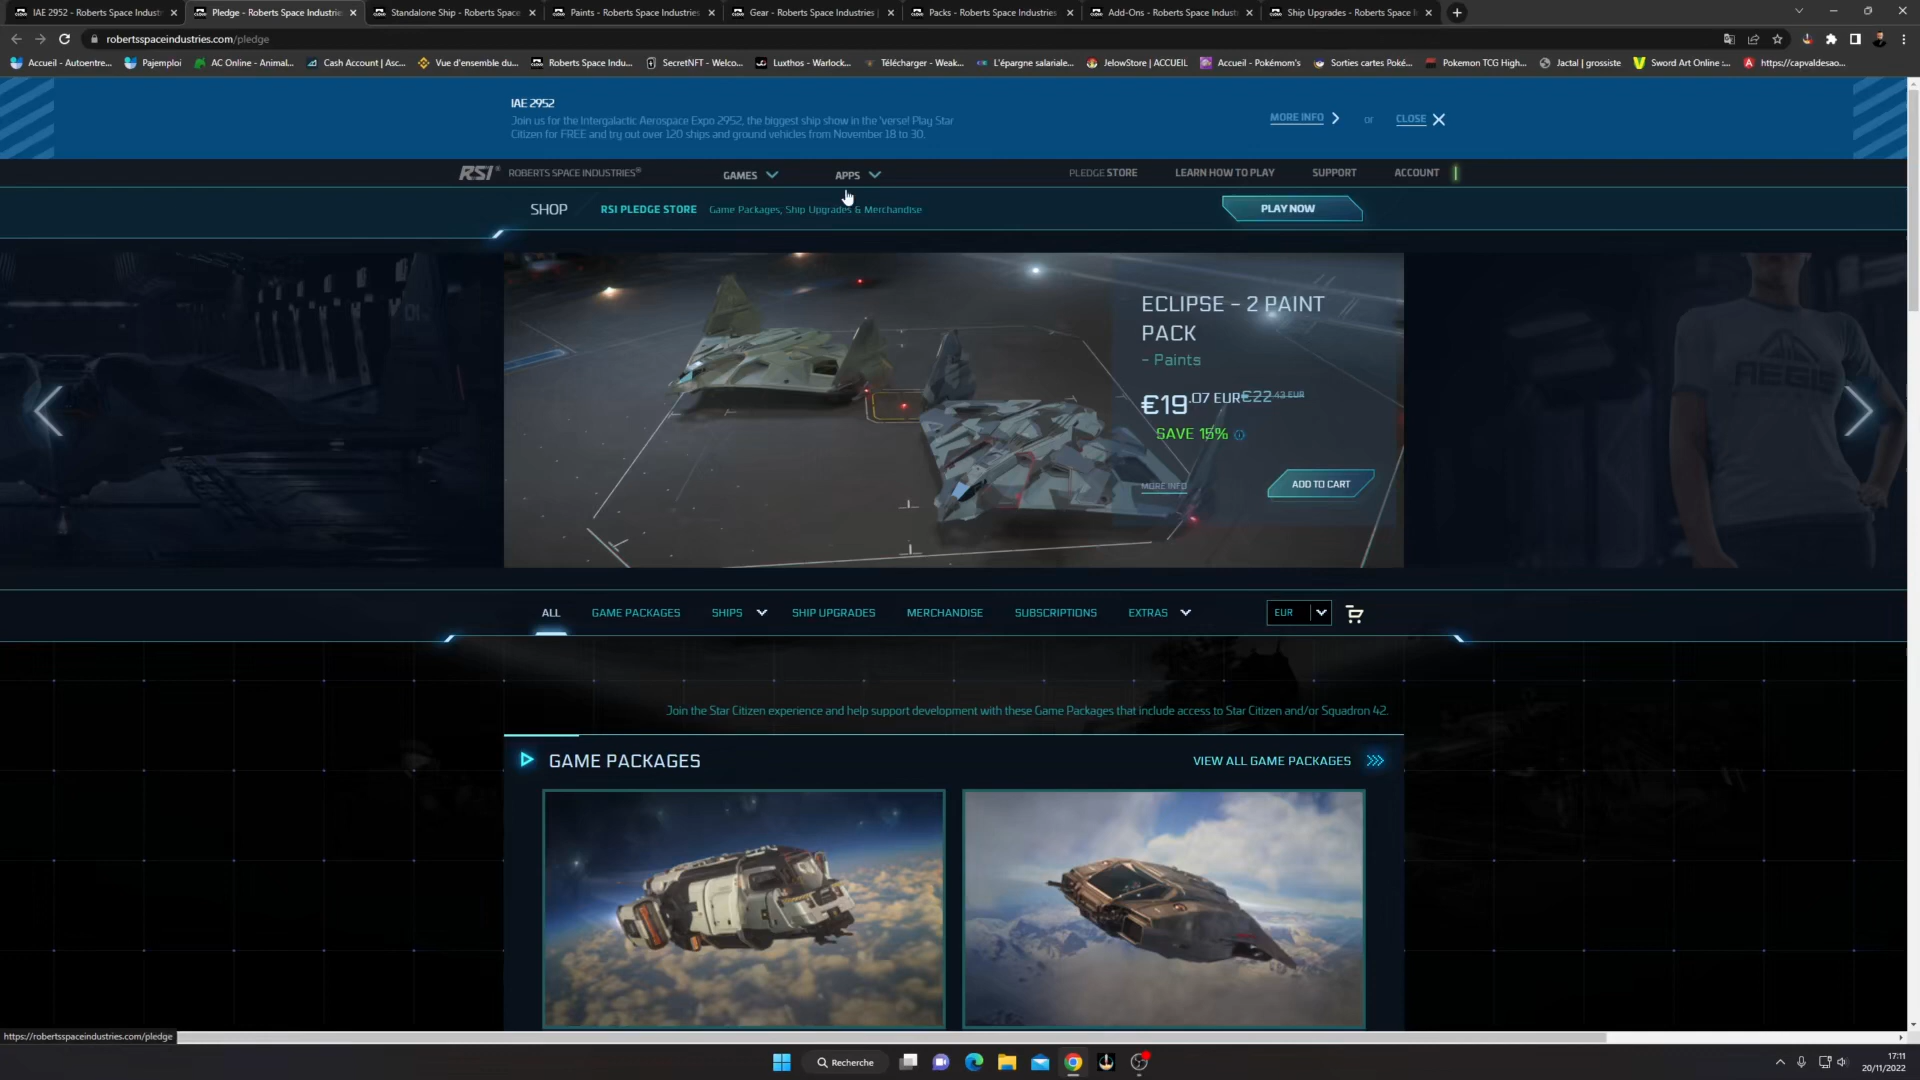 IAE 2952 - Roberts Space Industri
Pledge - Roberts Space Industrie
Standalone Ship - Roberts Space
Paints - Roberts Space Industries
Gear - Roberts Space Industries |
Packs - Roberts Space Industries
Add-Ons - Roberts Space Indust
Ship Upgrades - Roberts Space I
robertsspaceindustries.com/pledge
Accueil - Autoentre...
Pajemploi
AC Online - Animal...
Cash Account | Asc...
Vue d'ensemble du...
Roberts Space Indu...
SecretNFT - Welco...
Luxthos - Warlock...
Télécharger - Weak...
L'épargne salariale...
JelowStore | ACCUEIL
Accueil - Pokémom's
Sorties cartes Poké...
Pokemon TCG High...
Jactal | grossiste
Sword Art Online :...
https://capvaldesao...
IAE 2952
Join us for the Intergalactic Aerospace Expo 2952, the biggest ship show in the 'verse! Play Star
Citizen for FREE and try out over 120 ships and ground vehicles from November 18 to 30.
MORE INFO
or
CLOSE
RSI® ROBERTS SPACE INDUSTRIES®
GAMES
APPS
PLEDGE STORE
LEARN HOW TO PLAY
SUPPORT
ACCOUNT
SHOP
RSI PLEDGE STORE
Game Packages, Ship Upgrades & Merchandise
PLAY NOW
ECLIPSE - 2 PAINT
PACK
- Paints
€19.07 EUR €22.43 EUR
SAVE 15%
MORE INFO
ADD TO CART
AEGIS
ALL
GAME PACKAGES
SHIPS
SHIP UPGRADES
MERCHANDISE
SUBSCRIPTIONS
EXTRAS
EUR
Join the Star Citizen experience and help support development with these Game Packages that include access to Star Citizen and/or Squadron 42.
GAME PACKAGES
VIEW ALL GAME PACKAGES
https://robertsspaceindustries.com/pledge
Recherche
17:11
20/11/2022